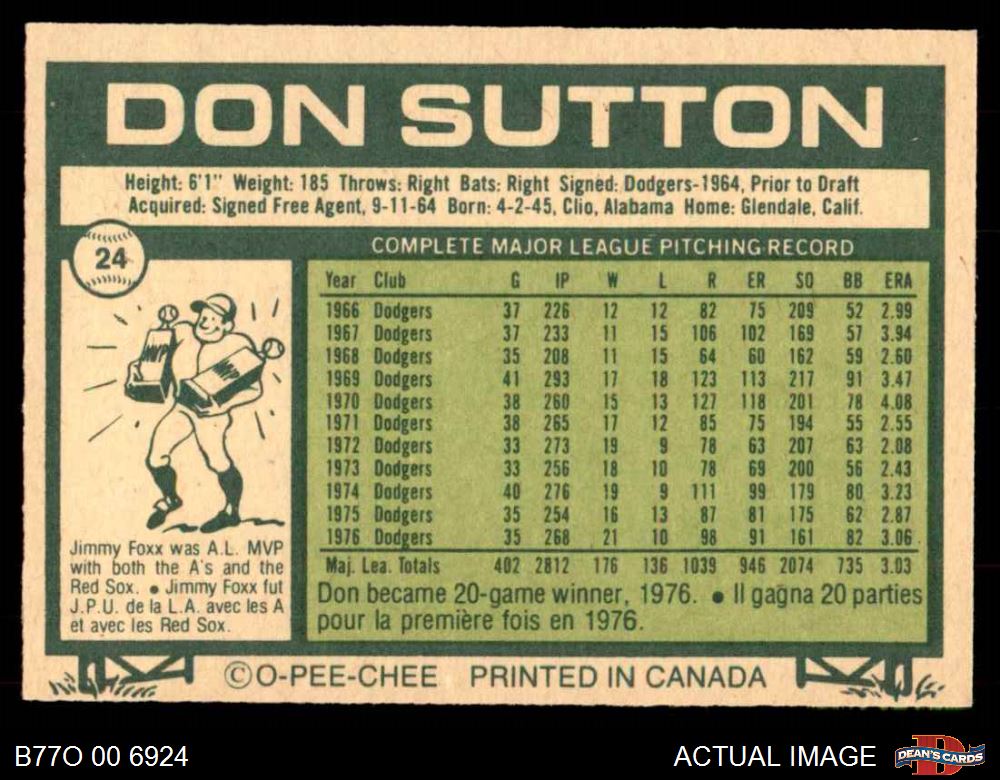 DON SUTTON
Height: 6'1" Weight: 185 Throws: Right Bats: Right Signed: Dodgers-1964, Prior to Draft
Acquired: Signed Free Agent, 9-11-64 Born: 4-2-45, Clio, Alabama Home: Glendale, Calif.
24
COMPLETE MAJOR LEAGUE PITCHING RECORD
Year Club G IP W L R ER SO BB ERA
1966 Dodgers 37 226 12 12 82 75 209 52 2.99
1967 Dodgers 37 233 11 15 106 102 169 57 3.94
1968 Dodgers 35 208 11 15 64 60 162 59 2.60
1969 Dodgers 41 293 17 18 123 113 217 91 3.47
1970 Dodgers 38 260 15 13 127 118 201 78 4.08
1971 Dodgers 38 265 17 12 85 75 194 55 2.55
1972 Dodgers 33 273 19 9 78 63 207 63 2.08
1973 Dodgers 33 256 18 10 78 69 200 56 2.43
1974 Dodgers 40 276 19 9 111 99 179 80 3.23
1975 Dodgers 35 254 16 13 87 81 175 62 2.87
1976 Dodgers 35 268 21 10 98 91 161 82 3.06
Maj. Lea. Totals 402 2812 176 136 1039 946 2074 735 3.03
Don became 20-game winner, 1976. • Il gagna 20 parties
pour la première fois en 1976.
MVP
MVP
Jimmy Foxx was A.L. MVP
with both the A's and the
Red Sox. • Jimmy Foxx fut
J.P.U. de la L.A. avec les A
et avec les Red Sox.
©O-PEE-CHEE PRINTED IN CANADA
B77O 00 6924
ACTUAL IMAGE
DEAN'S CARDS